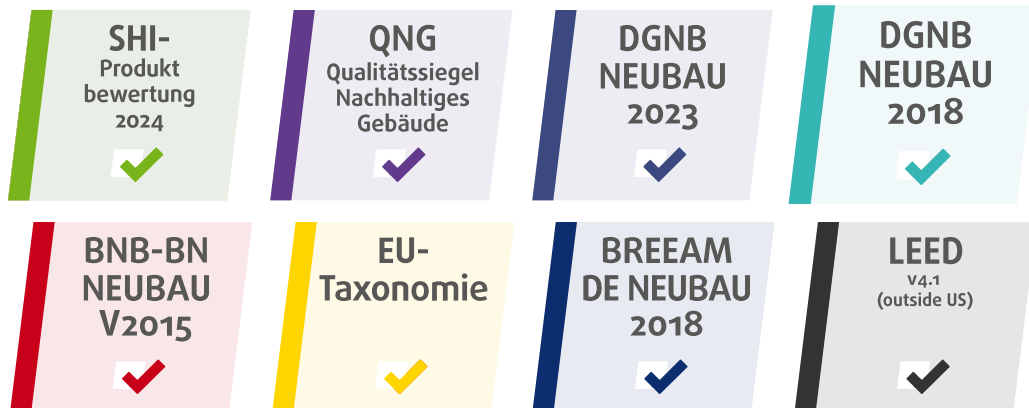 SHI-
Produkt
bewertung
2024
QNG
Qualitätssiegel
Nachhaltiges
Gebäude
DGNB
NEUBAU
2023
DGNB
NEUBAU
2018
BNB-BN
NEUBAU
V2015
EU-
Taxonomie
BREEAM
DE NEUBAU
2018
LEED
v4.1
(outside US)